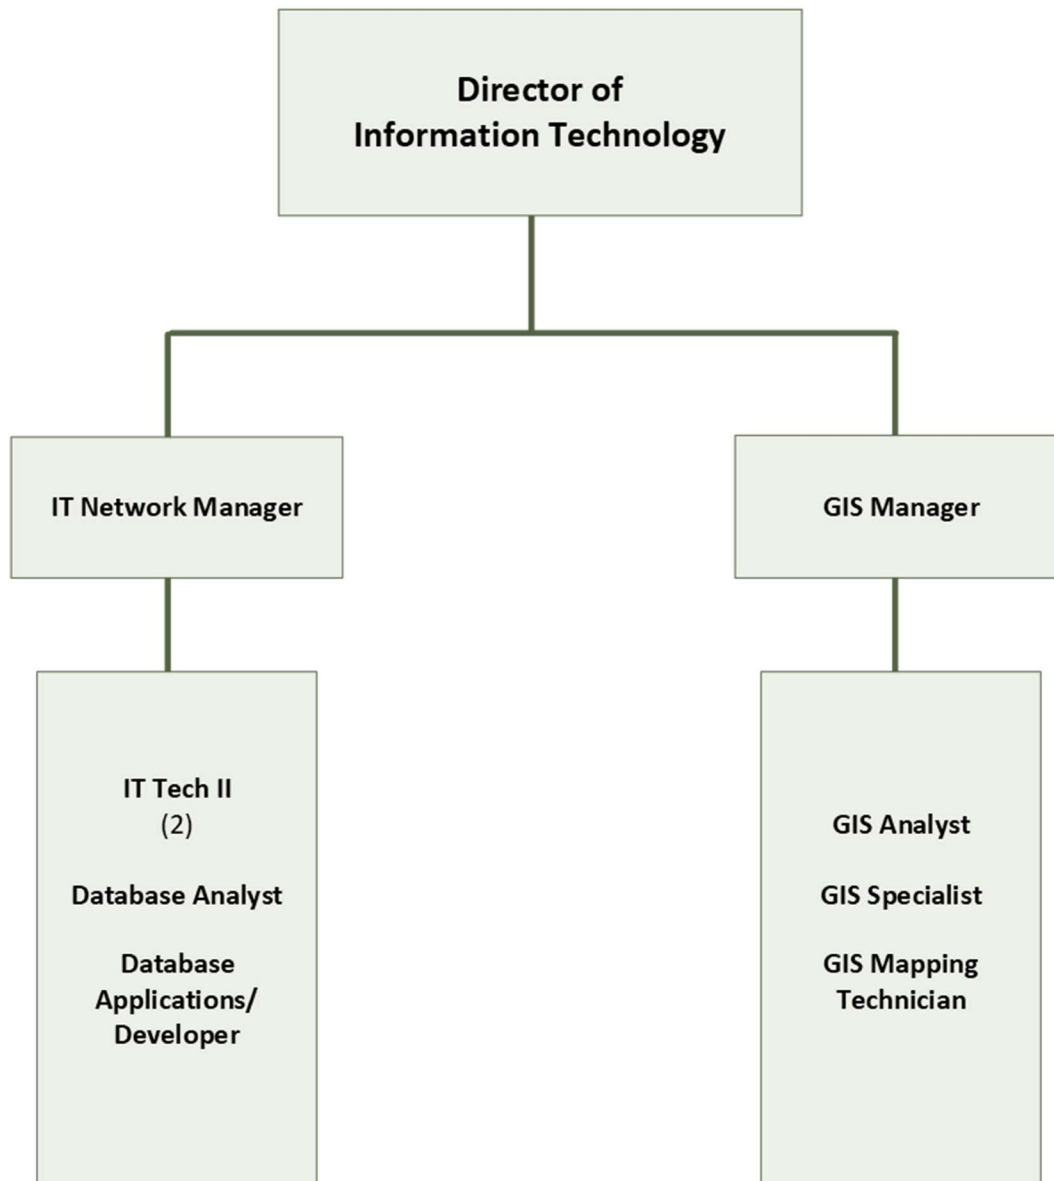 Director of
Information Technology
IT Network Manager
GIS Manager
IT Tech II
(2)
Database Analyst
Database
Applications/
Developer
GIS Analyst
GIS Specialist
GIS Mapping
Technician